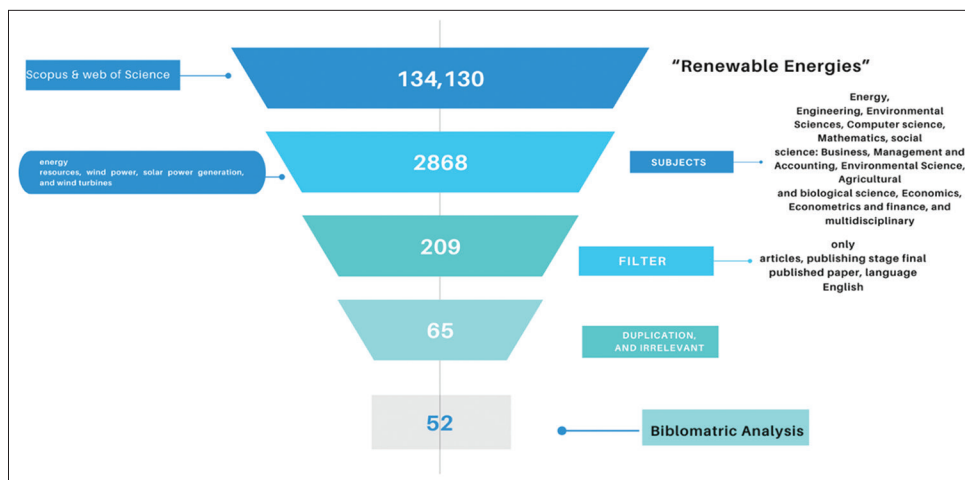 Scopus & web of Science
134,130
“Renewable Energies”
energy
resources, wind power, solar power generation,
and wind turbines
2868
SUBJECTS
Energy,
Engineering, Environmental
Sciences, Computer science,
Mathematics, social
science: Business, Management and
Accounting, Environmental Science,
Agricultural
and biological science, Economics,
Econometrics and finance, and
multidisciplinary
209
FILTER
only
articles, publishing stage final
published paper, language
English
65
DUPLICATION,
AND IRRELEVANT
52
Biblomatric Analysis